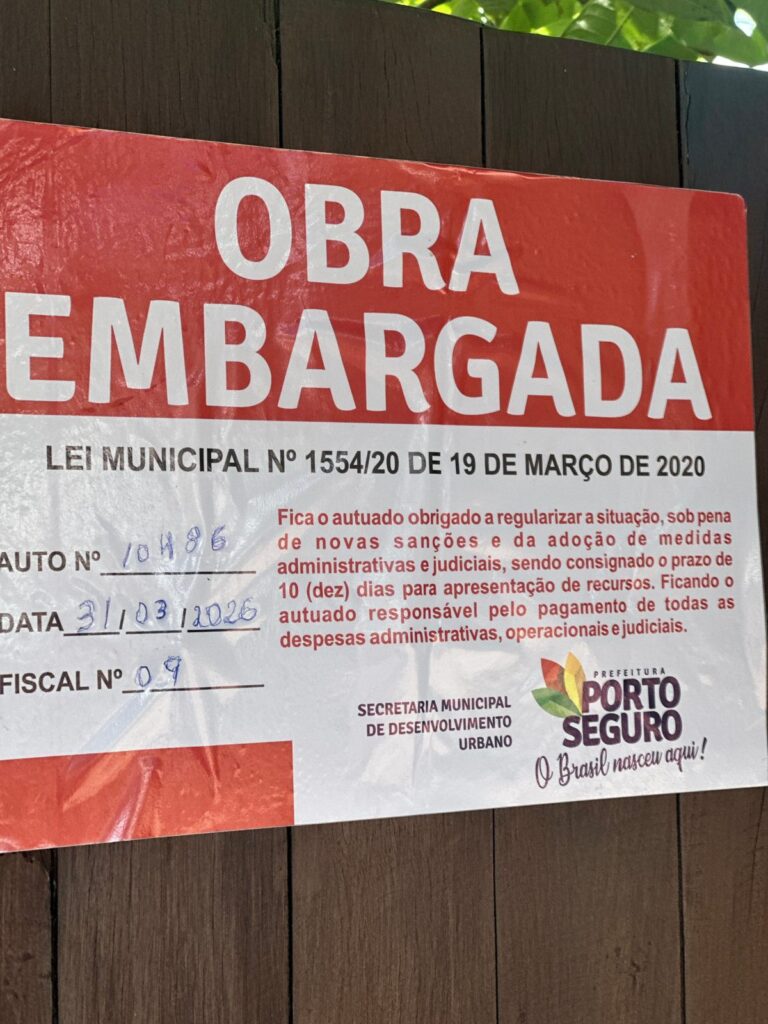 OBRA
EMBARGADA
LEI MUNICIPAL Nº 1554/20 DE 19 DE MARÇO DE 2020
AUTO Nº 10486
DATA 31/03/2026
FISCAL Nº 09
Fica o autuado obrigado a regularizar a situação, sob pena
de novas sanções e da adoção de medidas
administrativas e judiciais, sendo consignado o prazo de
10 (dez) dias para apresentação de recursos. Ficando o
autuado responsável pelo pagamento de todas as
despesas administrativas, operacionais e judiciais.
SECRETARIA MUNICIPAL
DE DESENVOLVIMENTO
URBANO
PREFEITURA
PORTO
SEGURO
O Brasil nasceu aqui!